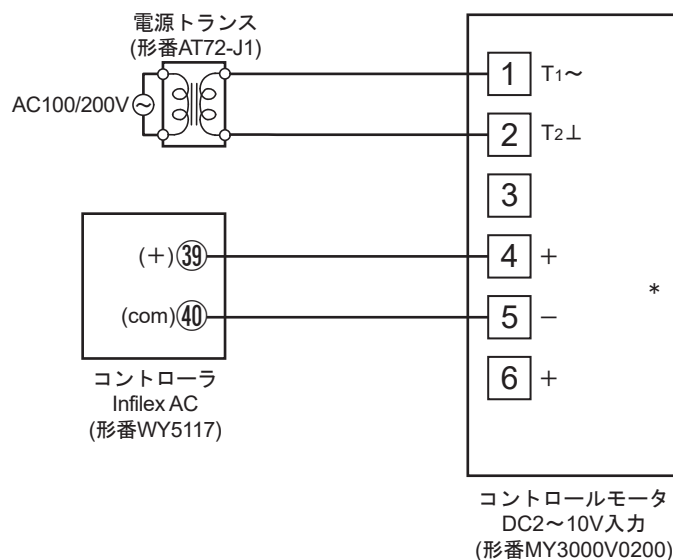 電源トランス
(形番AT72-J1)
AC100/200V
1 T1～
2 T2⊥
3
(＋)㊴
4 ＋
(com)㊵
5 －
*
6 ＋
コントローラ
Infilex AC
(形番WY5117)
コントロールモータ
DC2～10V入力
(形番MY3000V0200)